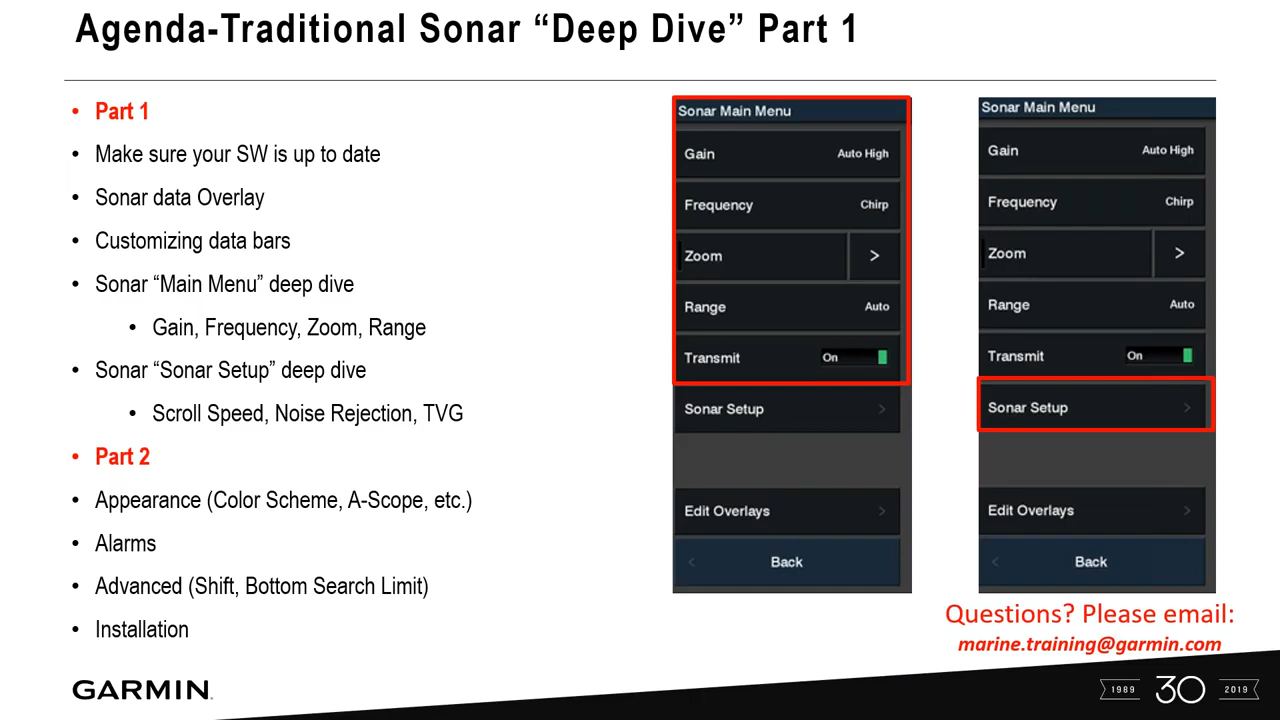 Agenda-Traditional Sonar “Deep Dive” Part 1
• Part 1
• Make sure your SW is up to date
• Sonar data Overlay
• Customizing data bars
• Sonar “Main Menu” deep dive
• Gain, Frequency, Zoom, Range
• Sonar “Sonar Setup” deep dive
• Scroll Speed, Noise Rejection, TVG
• Part 2
• Appearance (Color Scheme, A-Scope, etc.)
• Alarms
• Advanced (Shift, Bottom Search Limit)
• Installation
Sonar Main Menu
Gain Auto High
Frequency Chirp
Zoom >
Range Auto
Transmit On
Sonar Setup >
Edit Overlays >
< Back
Sonar Main Menu
Gain Auto High
Frequency Chirp
Zoom >
Range Auto
Transmit On
Sonar Setup >
Edit Overlays >
< Back
Questions? Please email:
marine.training@garmin.com
GARMIN.
1989 30 2019